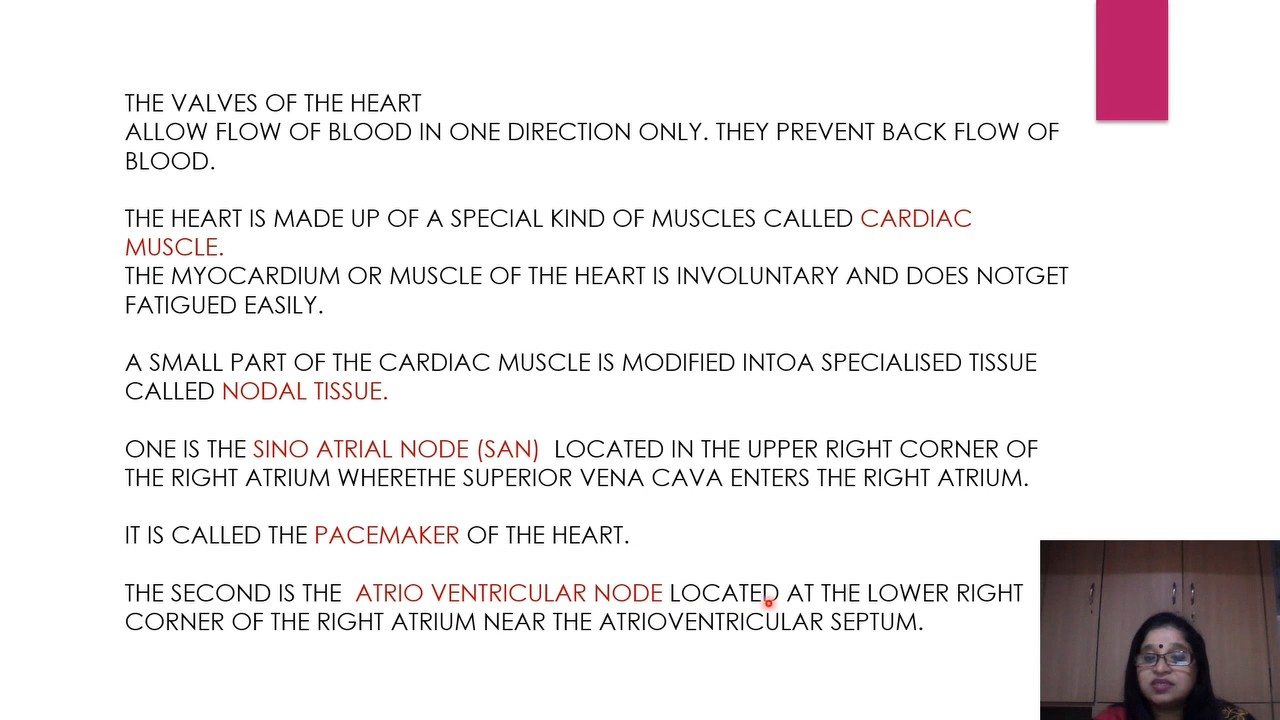 THE VALVES OF THE HEART
ALLOW FLOW OF BLOOD IN ONE DIRECTION ONLY. THEY PREVENT BACK FLOW OF
BLOOD.
THE HEART IS MADE UP OF A SPECIAL KIND OF MUSCLES CALLED CARDIAC
MUSCLE.
THE MYOCARDIUM OR MUSCLE OF THE HEART IS INVOLUNTARY AND DOES NOTGET
FATIGUED EASILY.
A SMALL PART OF THE CARDIAC MUSCLE IS MODIFIED INTOA SPECIALISED TISSUE
CALLED NODAL TISSUE.
ONE IS THE SINO ATRIAL NODE (SAN) LOCATED IN THE UPPER RIGHT CORNER OF
THE RIGHT ATRIUM WHERETHE SUPERIOR VENA CAVA ENTERS THE RIGHT ATRIUM.
IT IS CALLED THE PACEMAKER OF THE HEART.
THE SECOND IS THE ATRIO VENTRICULAR NODE LOCATED AT THE LOWER RIGHT
CORNER OF THE RIGHT ATRIUM NEAR THE ATRIOVENTRICULAR SEPTUM.